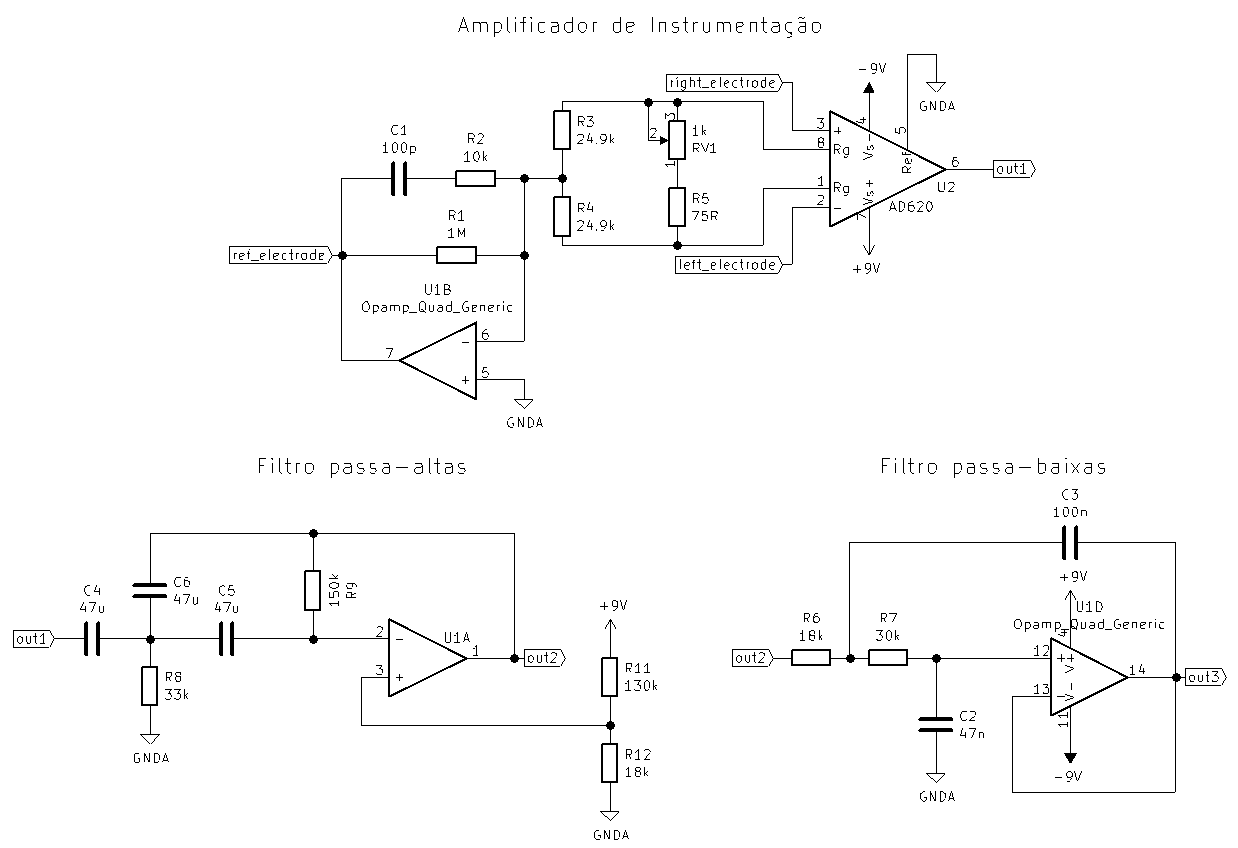 Amplificador de Instrumentação
right_electrode
-9V
GNDA
C1
100p
R2
10k
R3
24.9k
3
2
1k
RV1
1
3
+
8
Rg
4
Vs-
5
Ref
6
out1
U2
AD620
1
Rg
2
-
7
Vs+
+9V
R4
24.9k
R5
75R
left_electrode
R1
1M
ref_electrode
U1B
Opamp_Quad_Generic
7
-
6
+
5
GNDA
Filtro passa-altas
out1
C4
47u
C6
47u
C5
47u
150k
R9
R8
33k
GNDA
2
-
3
+
U1A
1
out2
+9V
R11
130k
R12
18k
GNDA
Filtro passa-baixas
C3
100n
+9V
U1D
Opamp_Quad_Generic
out2
R6
18k
R7
30k
12
+
4
V+
13
-
V-
11
14
out3
C2
47n
GNDA
-9V